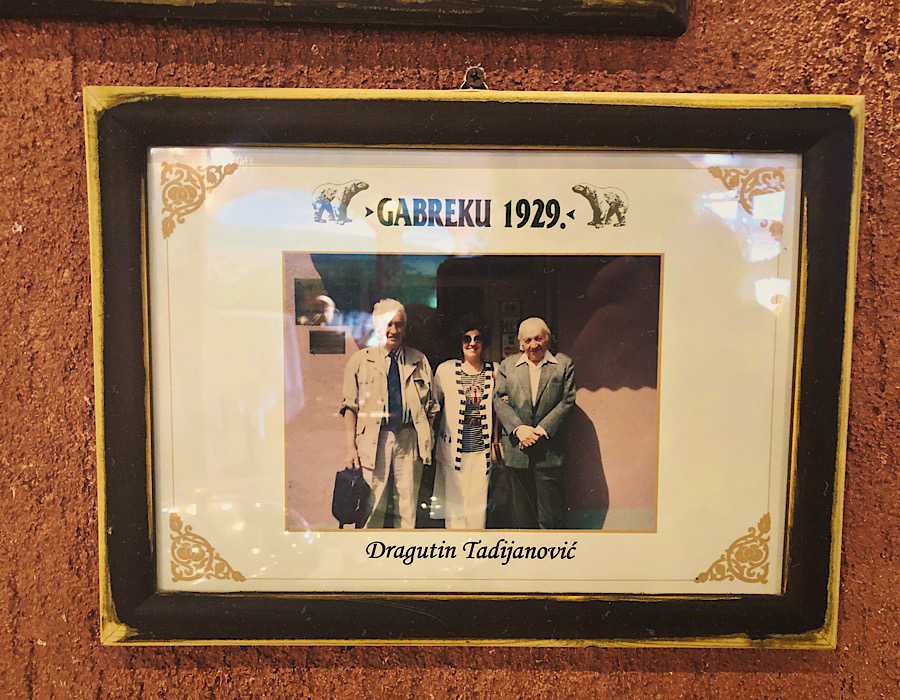 GABREKU 1929.
Dragutin Tadijanović